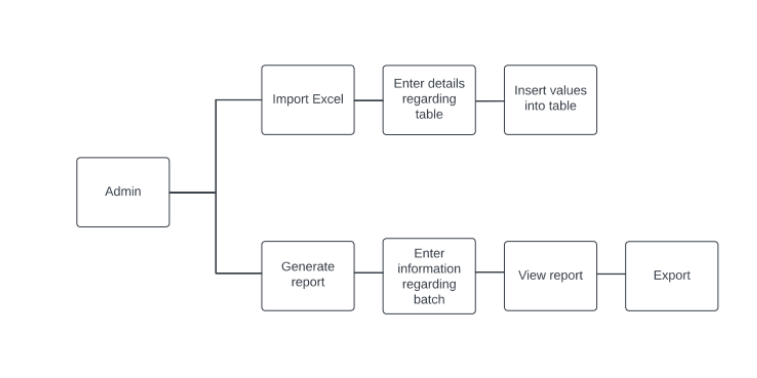 Import Excel
Enter details
regarding
table
Insert values
into table
Admin
Generate
report
Enter
information
regarding
batch
View report
Export